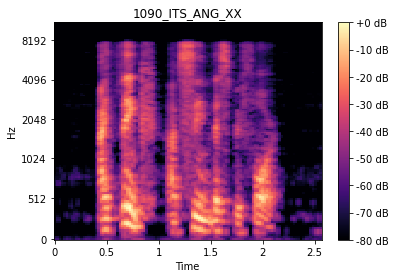 1090_ITS_ANG_XX
Hz
8192
4096
2048
1024
512
0
0
0.5
1
1.5
2
2.5
Time
+0 dB
-10 dB
-20 dB
-30 dB
-40 dB
-50 dB
-60 dB
-70 dB
-80 dB